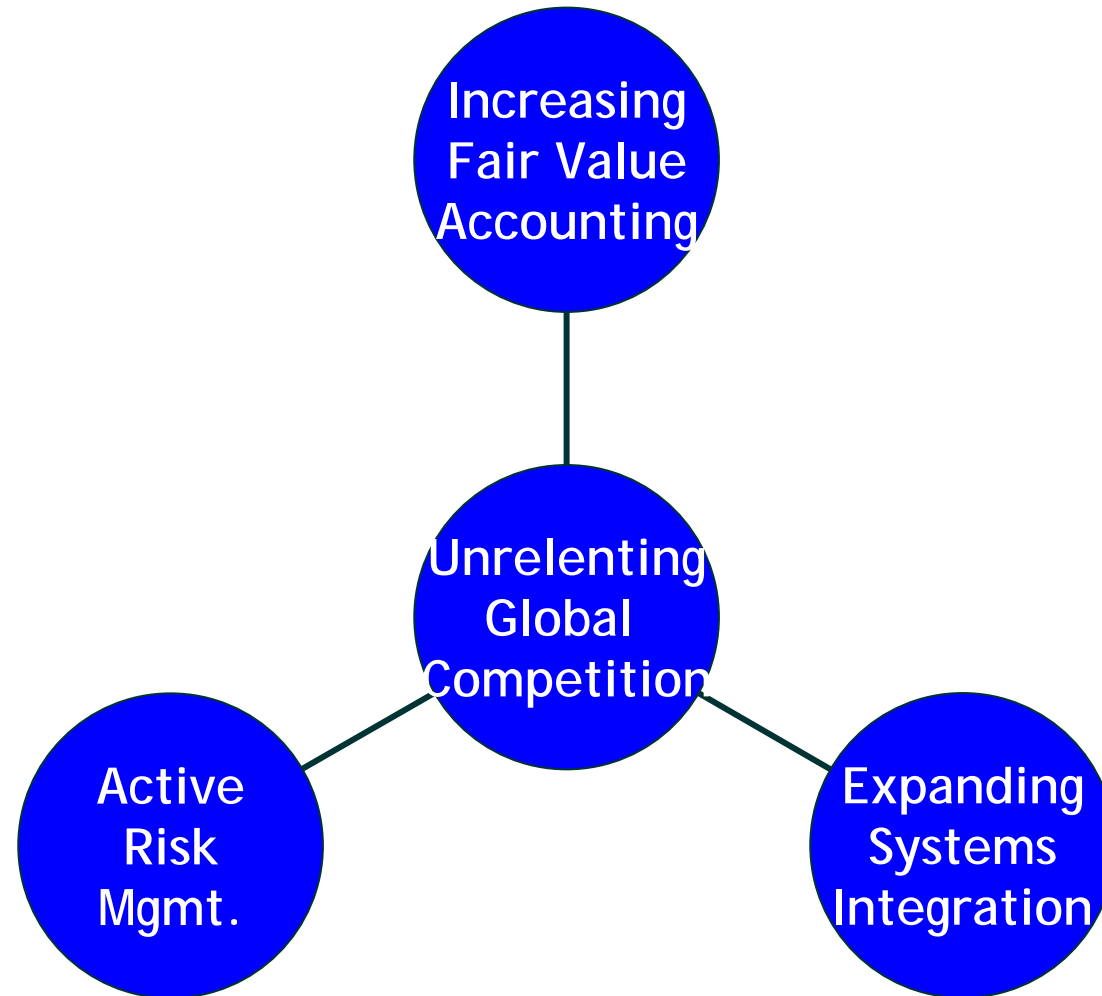 Increasing
Fair Value
Accounting
Unrelenting
Global
Competition
Active
Risk
Mgmt.
Expanding
Systems
Integration